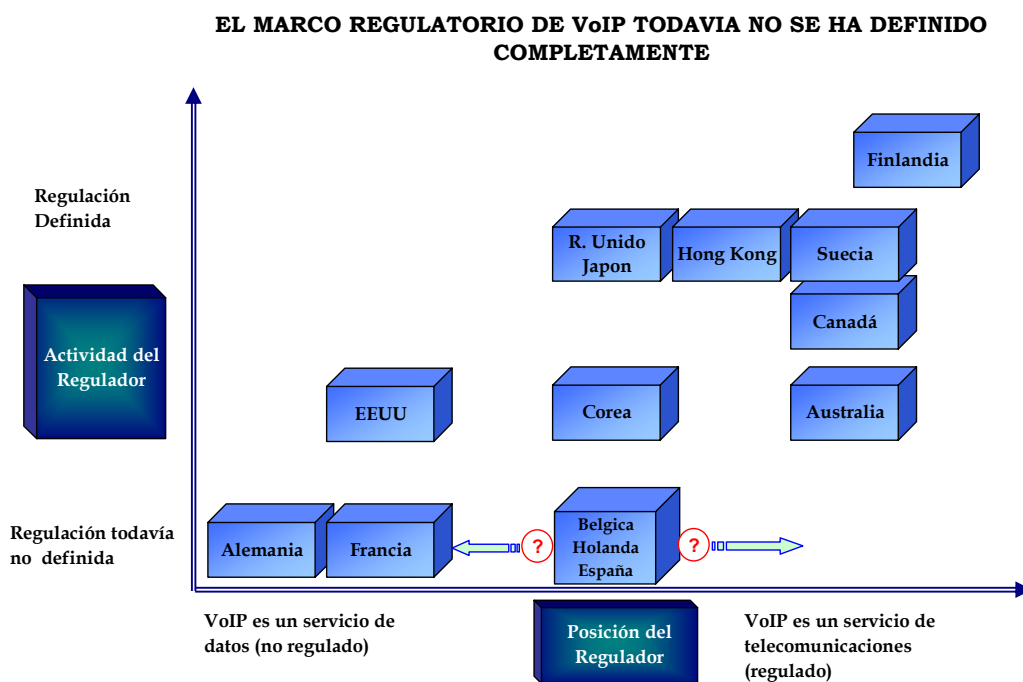 EL MARCO REGULATORIO DE VoIP TODAVIA NO SE HA DEFINIDO
COMPLETAMENTE
Finlandia
Regulación
Definida
R. Unido
Japon
Hong Kong
Suecia
Canadá
Actividad del
Regulador
EEUU
Corea
Australia
Regulación todavía
no definida
Alemania
Francia
?
Belgica
Holanda
España
?
VoIP es un servicio de
datos (no regulado)
Posición del
Regulador
VoIP es un servicio de
telecomunicaciones
(regulado)